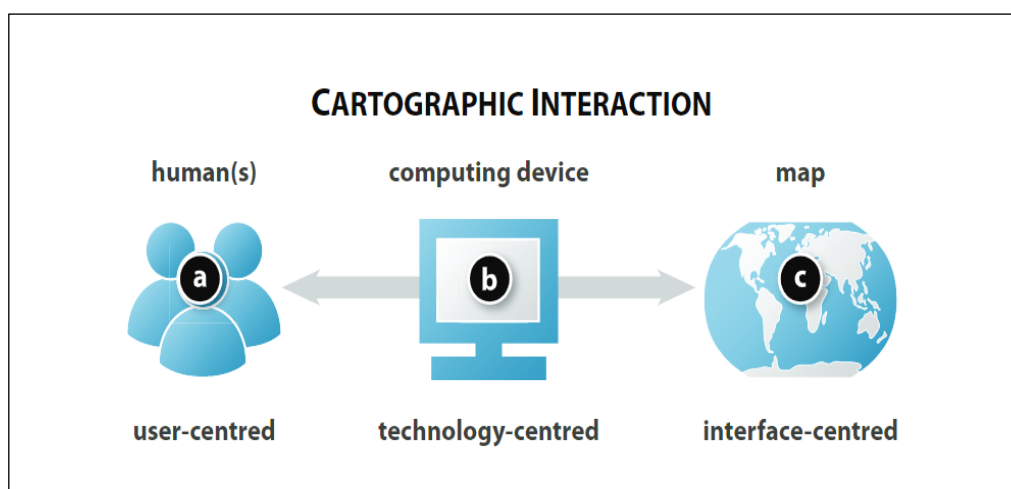 CARTOGRAPHIC INTERACTION
human(s) computing device map
a b c
user-centred technology-centred interface-centred